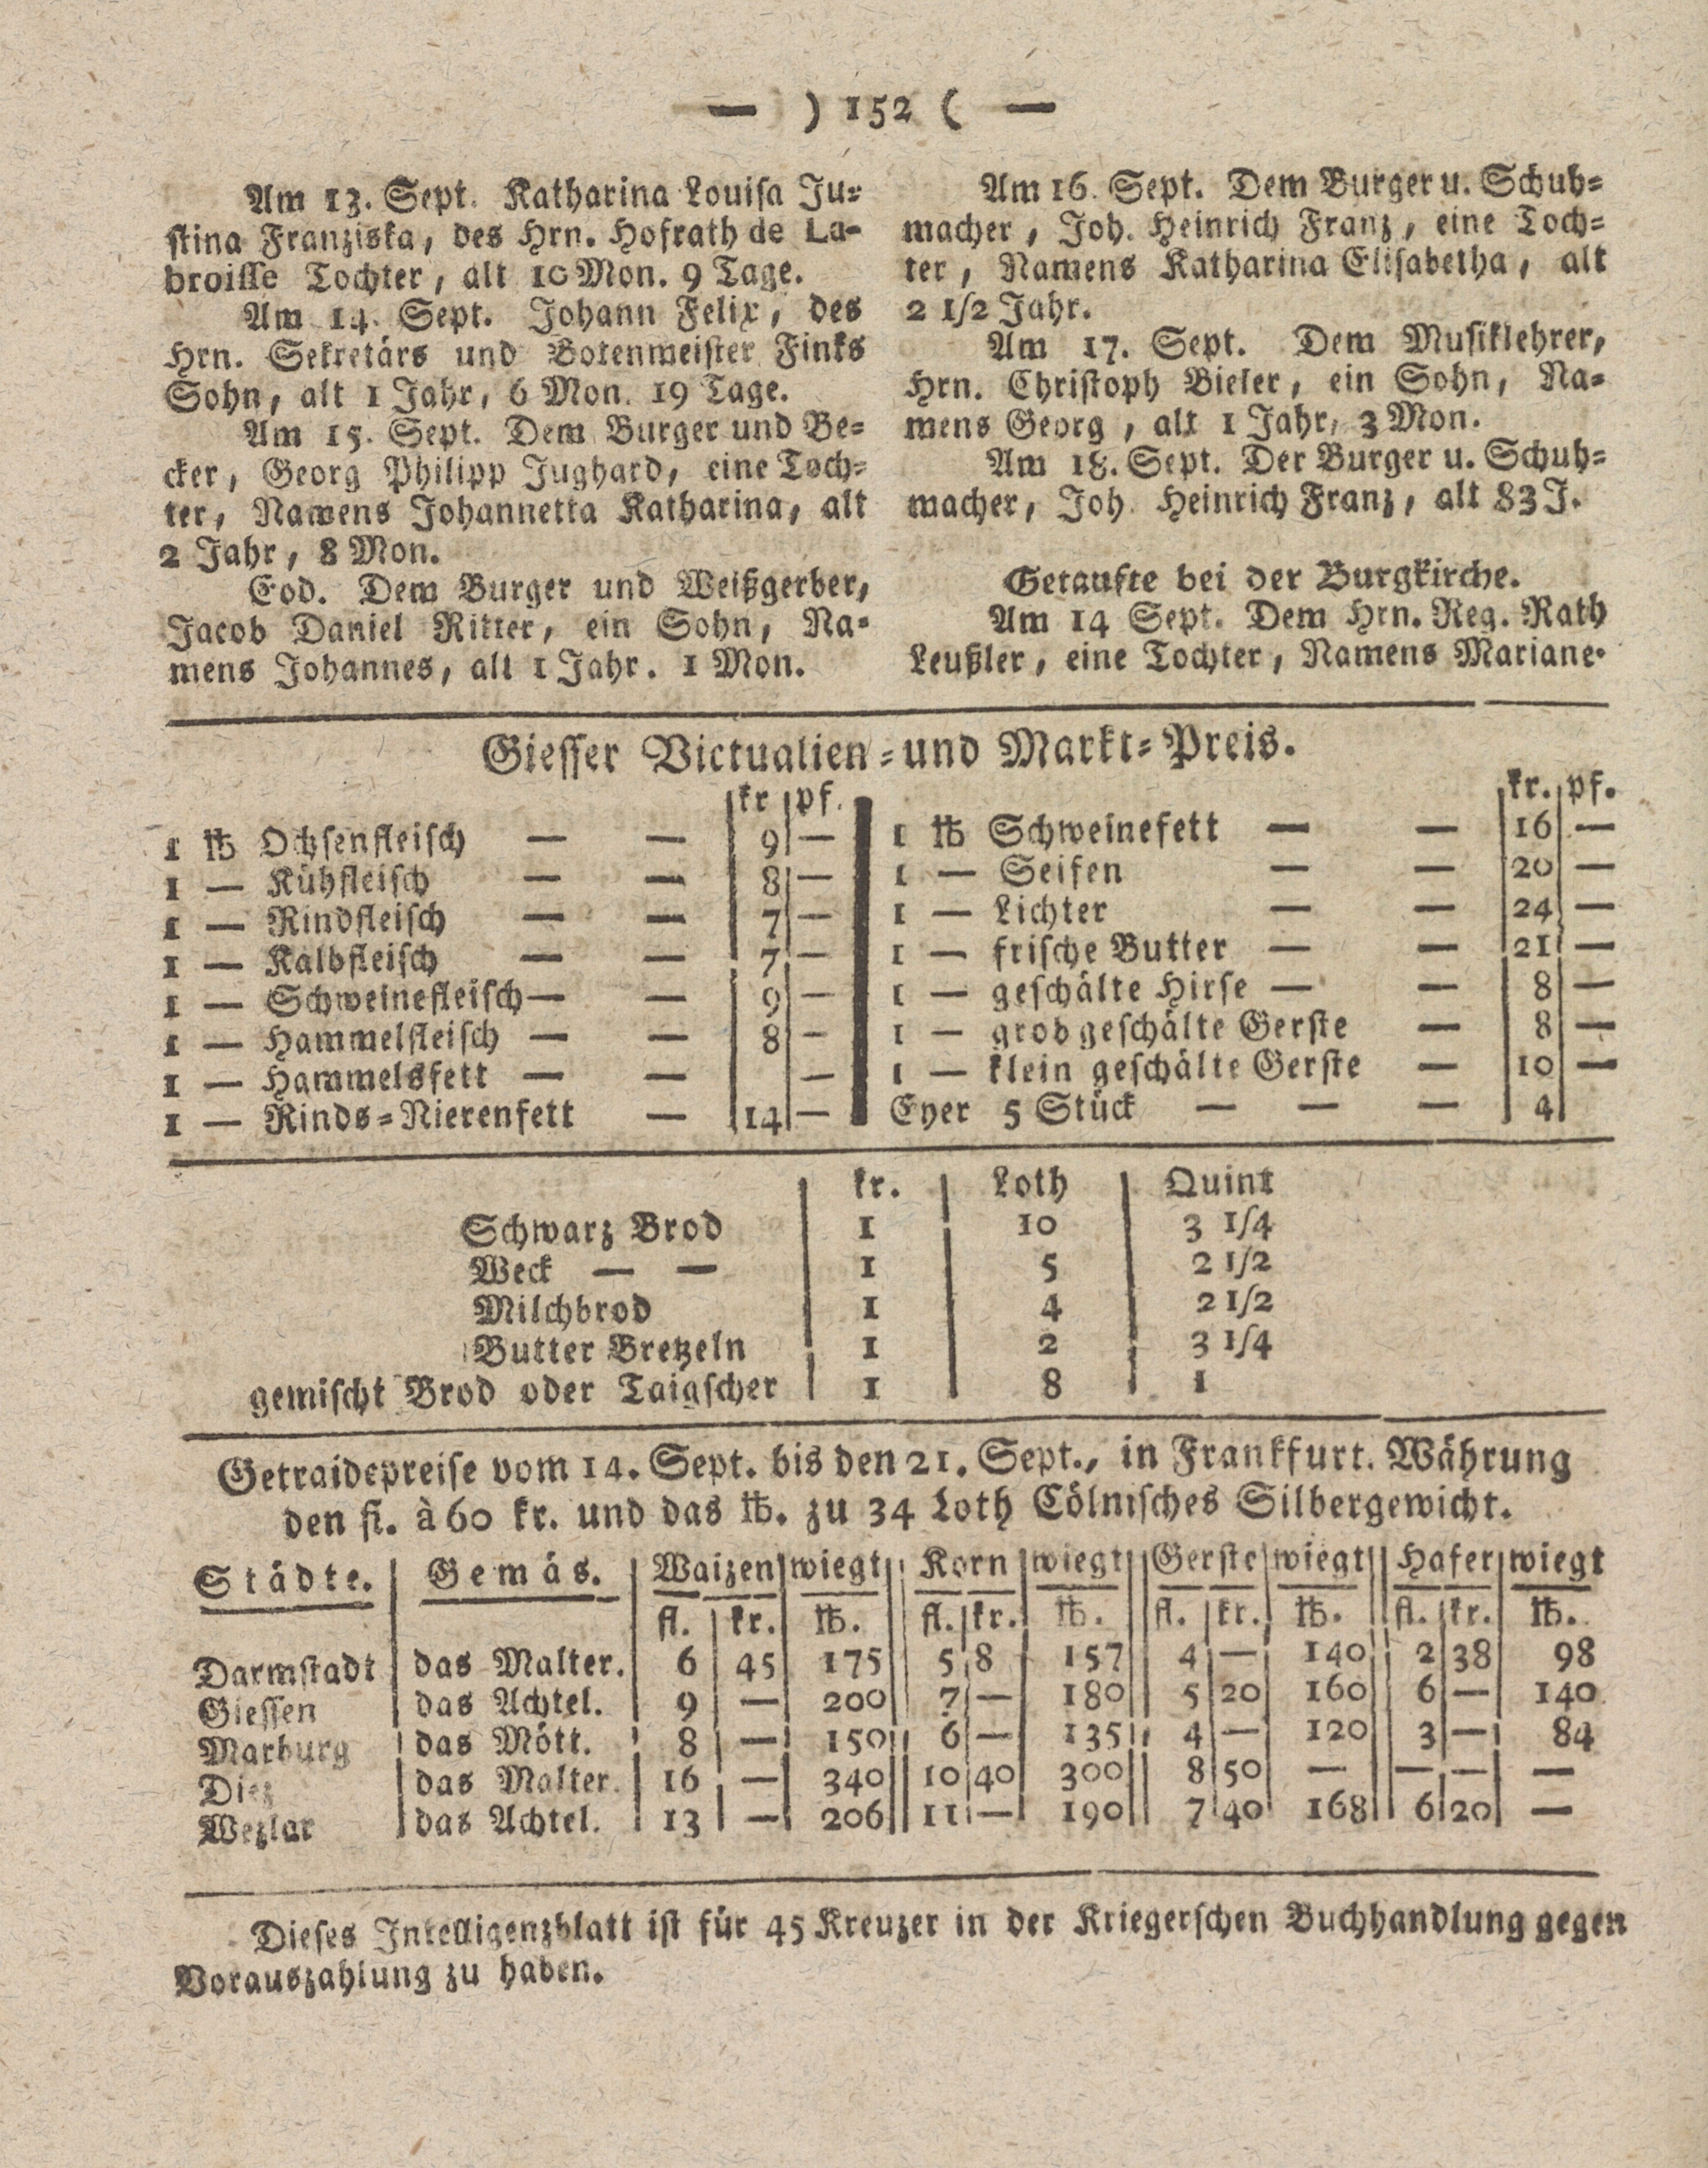 — ) 152 ( —
Am 13. Sept. Katharina Louisa Ju-
stina Franziska, des Hrn. Hofrath de La-
broisse Tochter, alt 10 Mon. 9 Tage.
Am 14. Sept. Johann Felix, des
Hrn. Sekretärs und Botenmeister Finks
Sohn, alt 1 Jahr, 6 Mon. 19 Tage.
Am 15. Sept. Dem Burger und Be-
cker, Georg Philipp Jughard, eine Toch-
ter, Namens Johannetta Katharina, alt
2 Jahr, 8 Mon.
Eod. Dem Burger und Weißgerber,
Jacob Daniel Ritter, ein Sohn, Na-
mens Johannes, alt 1 Jahr. 1 Mon.
Am 16. Sept. Dem Burger u. Schuh-
macher, Joh. Heinrich Franz, eine Toch-
ter, Namens Katharina Elisabetha, alt
2 1/2 Jahr.
Am 17. Sept. Dem Musiklehrer,
Hrn. Christoph Bieler, ein Sohn, Na-
mens Georg, alt 1 Jahr, 3 Mon.
Am 18. Sept. Der Burger u. Schuh-
macher, Joh. Heinrich Franz, alt 83 J.
Getaufte bei der Burgkirche.
Am 14 Sept. Dem Hrn. Reg. Rath
Leußler, eine Tochter, Namens Mariane.
Giesser Victualien-und Markt-Preis.
kr pf.
1 ℔ Ochsenfleisch — — 9 —
1 — Kühfleisch — — 8 —
1 — Rindfleisch — — 7 —
1 — Kalbfleisch — — 7 —
1 — Schweinefleisch — — 9 —
1 — Hammelfleisch — — 8 —
1 — Hammelsfett — — —
1 — Rinds-Nierenfett — 14 —
kr. pf.
1 ℔ Schweinefett — — 16 —
1 — Seifen — — 20 —
1 — Lichter — — 24 —
1 — frische Butter — — 21 —
1 — geschälte Hirse — — 8 —
1 — grob geschälte Gerste — 8 —
1 — klein geschälte Gerste — 10 —
Eyer 5 Stück — — — 4
kr. Loth Quint
Schwarz Brod 1 10 3 1/4
Weck — — 1 5 2 1/2
Milchbrod 1 4 2 1/2
Butter Bretzeln 1 2 3 1/4
gemischt Brod oder Taigscher 1 8 1
Getraidepreise vom 14. Sept. bis den 21. Sept., in Frankfurt. Währung
den fl. à 60 kr. und das ℔. zu 34 Loth Cölnisches Silbergewicht.
Städte. Gemäs. Waizen wiegt Korn wiegt Gerste wiegt Hafer wiegt
fl. kr. ℔. fl. kr. ℔. fl. kr. ℔. fl. kr. ℔.
Darmstadt das Malter. 6 45 175 5 8 157 4 — 140 2 38 98
Giessen das Achtel. 9 — 200 7 — 180 5 20 160 6 — 140
Marburg das Mött. 8 — 150 6 — 135 4 — 120 3 — 84
Diez das Malter. 16 — 340 10 40 300 8 50 — — — —
Wezlar das Achtel. 13 — 206 11 — 190 7 40 168 6 20 —
Dieses Intelligenzblatt ist für 45 Kreuzer in der Kriegerschen Buchhandlung gegen
Vorauszahlung zu haben.